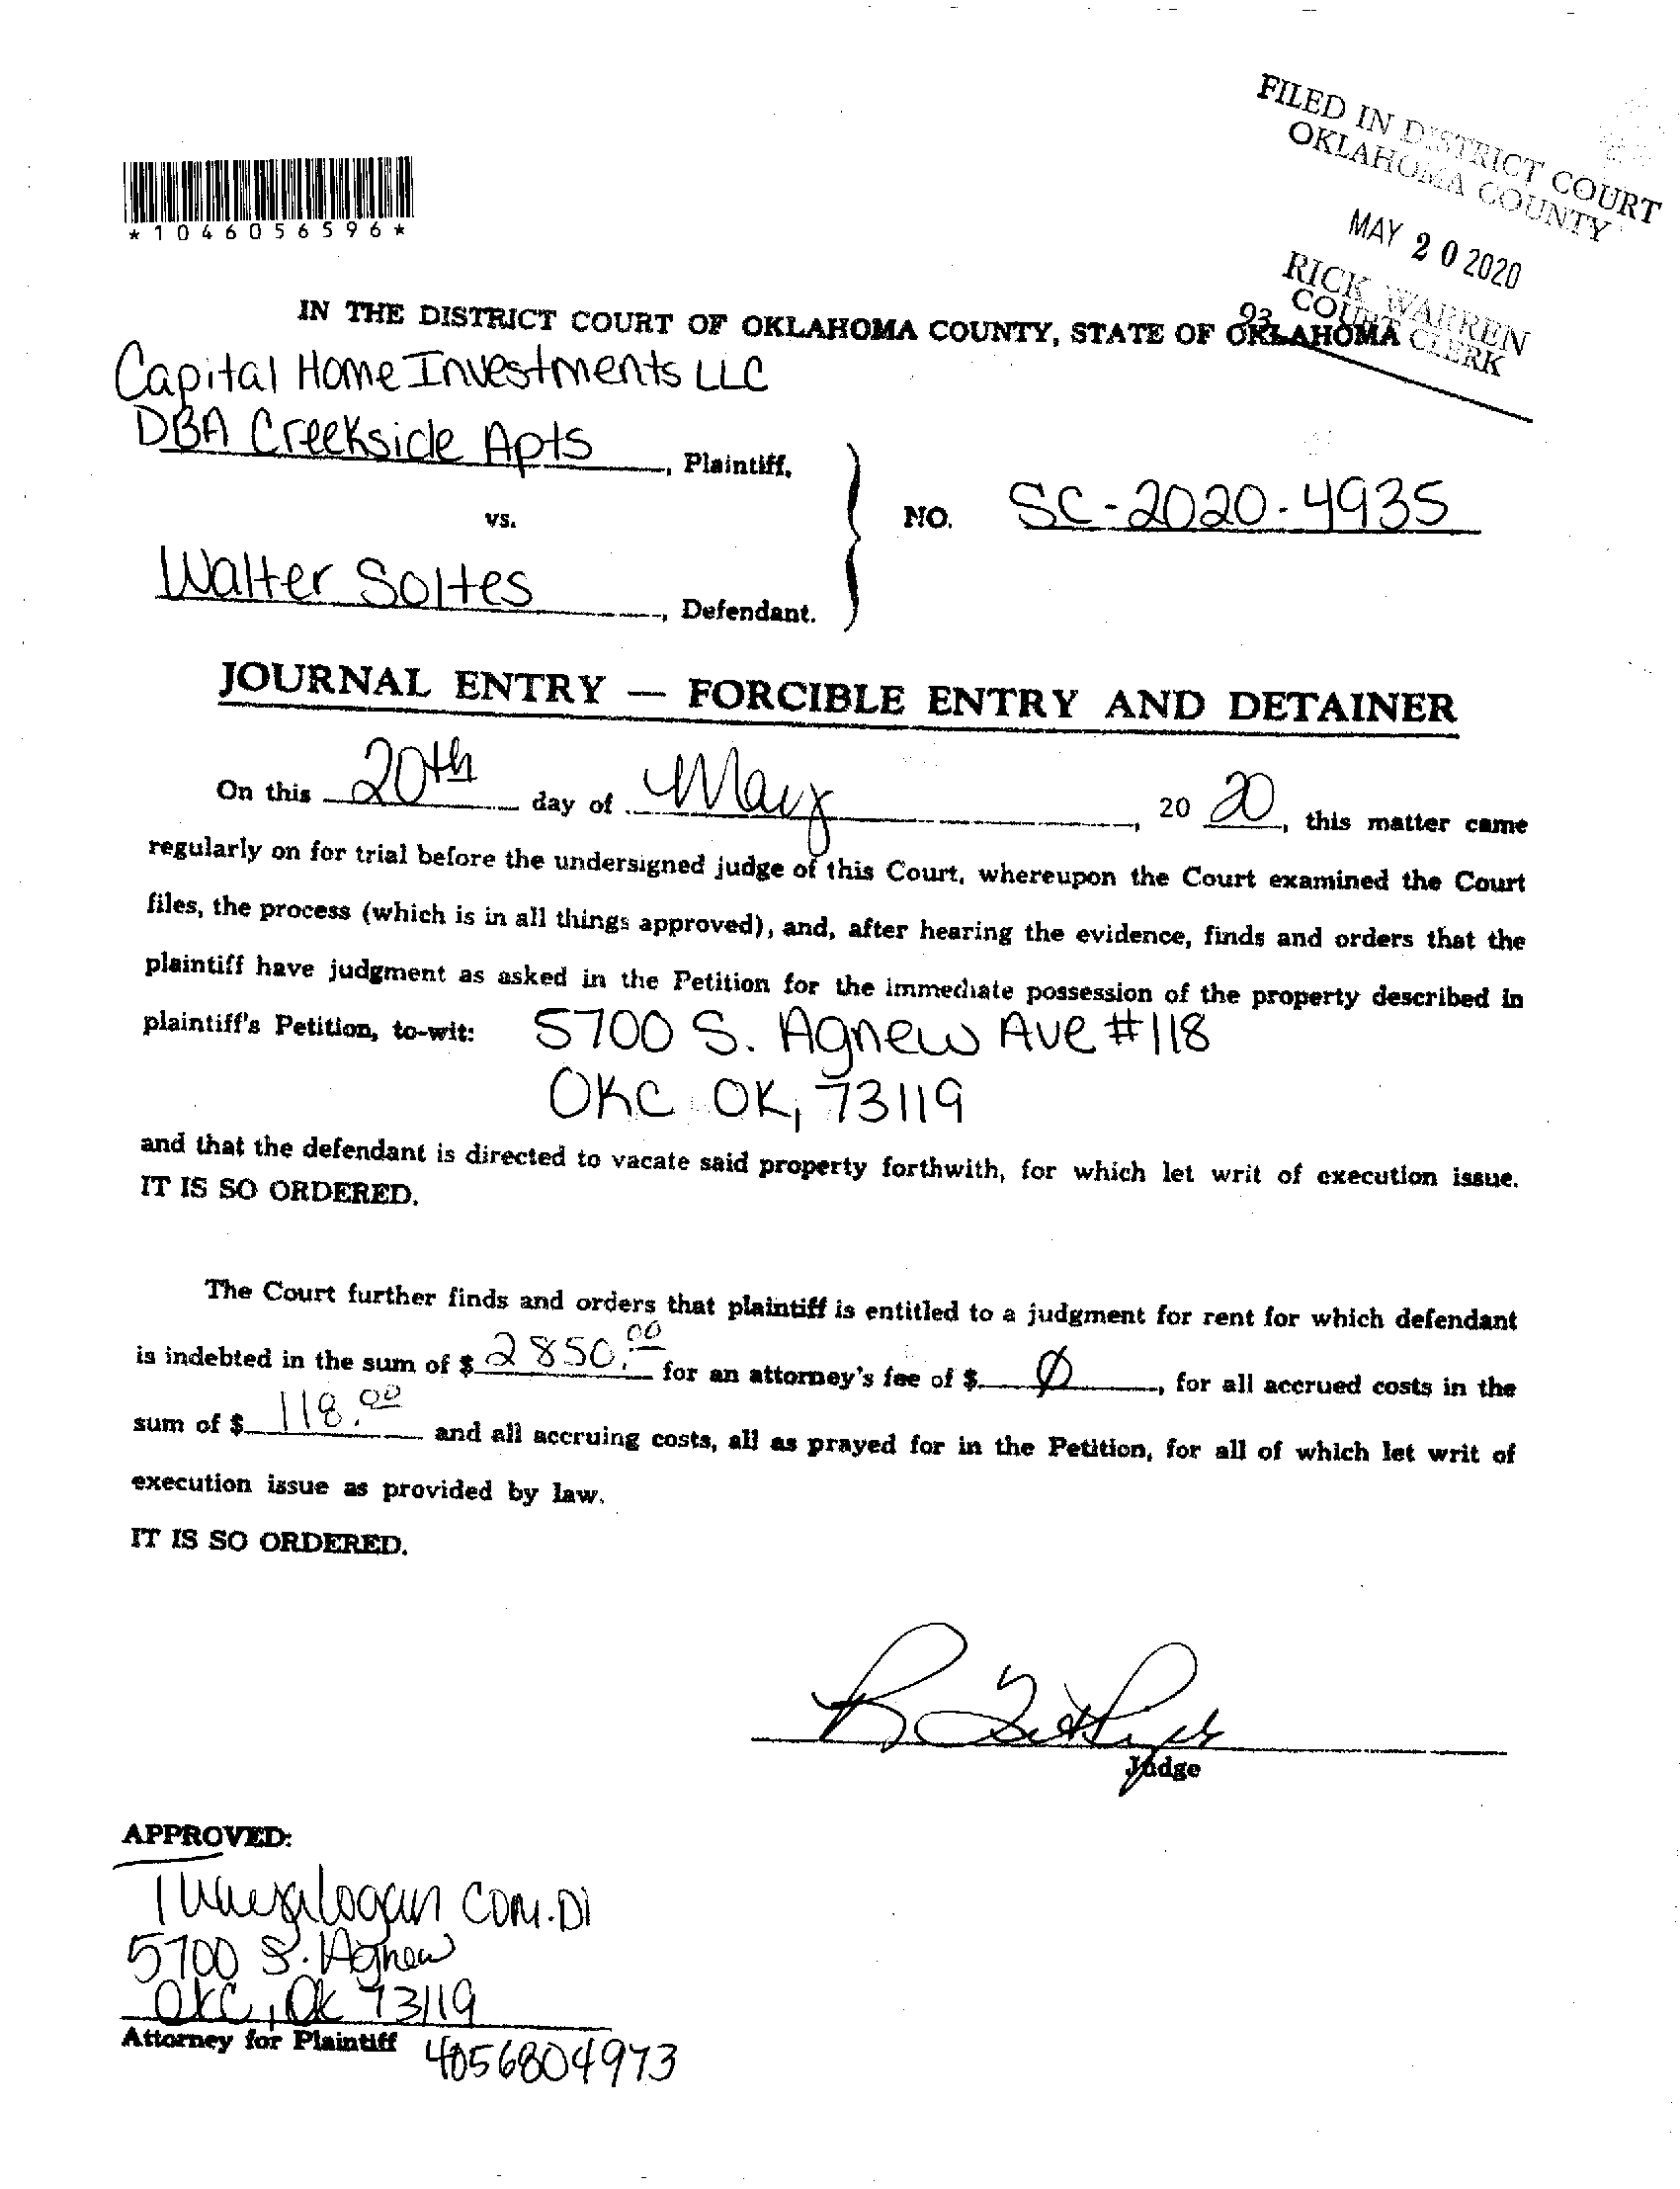 FILED IN DISTRICT COURT
OKLAHOMA COUNTY
MAY 20 2020
RICK WARREN
COURT CLERK
93
*1046056596*
IN THE DISTRICT COURT OF OKLAHOMA COUNTY, STATE OF OKLAHOMA
Capital Home Investments LLC
DBA Creekside Apts, Plaintiff,
vs.
NO. SC-2020-4935
Walter Soltes, Defendant.
JOURNAL ENTRY — FORCIBLE ENTRY AND DETAINER
On this 20th day of May, 20 20, this matter came
regularly on for trial before the undersigned judge of this Court, whereupon the Court examined the Court
files, the process (which is in all things approved), and, after hearing the evidence, finds and orders that the
plaintiff have judgment as asked in the Petition for the immediate possession of the property described in
plaintiff's Petition, to-wit: 5700 S. Agnew Ave #118
OKC OK, 73119
and that the defendant is directed to vacate said property forthwith, for which let writ of execution issue.
IT IS SO ORDERED.
The Court further finds and orders that plaintiff is entitled to a judgment for rent for which defendant
is indebted in the sum of $ 2850.00 for an attorney's fee of $ Ø, for all accrued costs in the
sum of $ 118.00 and all accruing costs, all as prayed for in the Petition, for all of which let writ of
execution issue as provided by law.
IT IS SO ORDERED.
Judge
APPROVED:
logan COM.Di
5700 S. Agnew
OKC, Ok 73119
Attorney for Plaintiff 4056804973